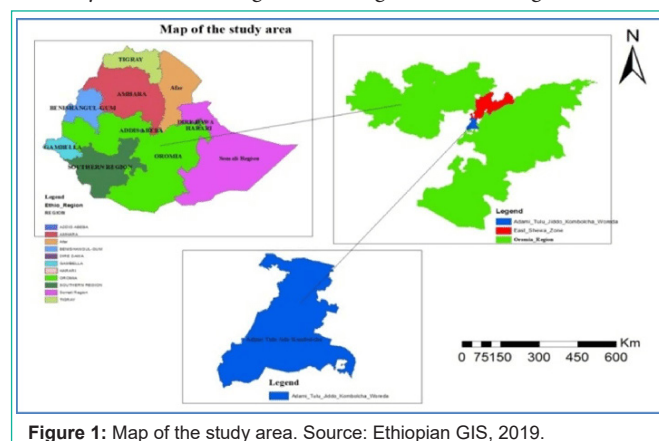 Map of the study area
N
TIGRAY
Afar
AMHARA
BENISHANGUL GUM
DIRE DAWA
HARARI
ADDIS ABEBA
GAMBELLA
OROMIA
Somali Region
SOUTHERN REGION
Legend
Ethio_Region
REGION
ADDIS ABEBA
AMHARA
Afar
BENISHANGUL GUM
DIRE DAWA
GAMBELLA
HARARI
OROMIA
SOUTHERN REGION
Somali Region
TIGRAY
Legend
Adami_Tulu_Jiddo_Kombolcha_Woreda
East_Shewa_Zone
Oromia_Region
Legend
Adami_Tulu_Jiddo_Kombolcha_Woreda
Km
0 75150 300 450 600
Figure 1: Map of the study area. Source: Ethiopian GIS, 2019.